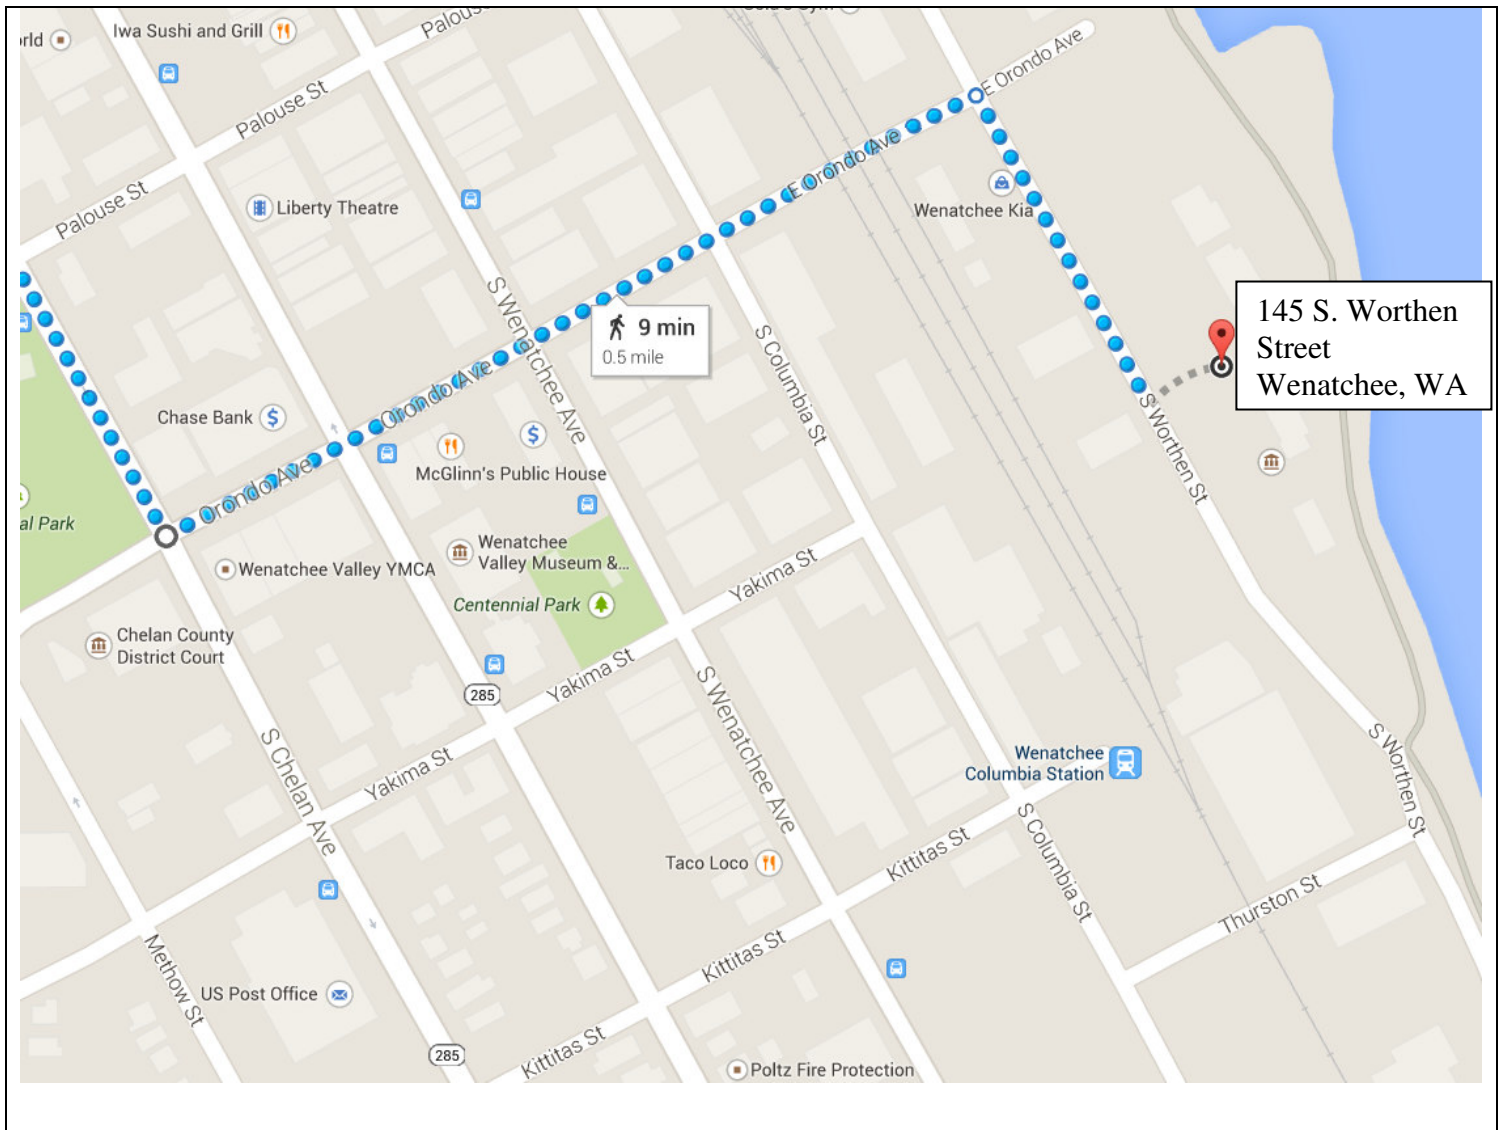 Iwa Sushi and Grill
Palouse St
Palouse St
E Orondo Ave
Liberty Theatre
E Orondo Ave
Wenatchee Kia
S Wenatchee Ave
9 min
0.5 mile
S Columbia St
145 S. Worthen
Street
Wenatchee, WA
Orondo Ave
Chase Bank
S Worthen St
McGlinn's Public House
Orondo Ave
al Park
Wenatchee
Valley Museum &...
Wenatchee Valley YMCA
Yakima St
Centennial Park
Chelan County
District Court
Yakima St
285
S Wenatchee Ave
S Chelan Ave
Yakima St
Wenatchee
Columbia Station
S Worthen St
Taco Loco
Kittitas St
S Columbia St
Thurston St
Methow St
Kittitas St
US Post Office
Kittitas St
285
Poltz Fire Protection